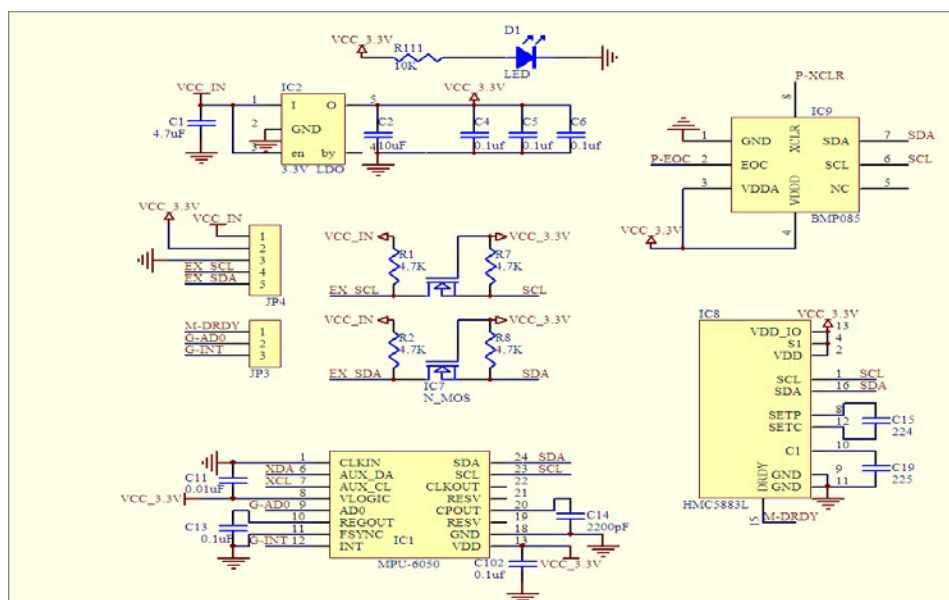 VCC_3.3V
R111
10K
D1
LED
VCC_IN
C1
4.7uF
IC2
1
I
O
5
2
GND
3
en
by
4
3.3V LDO
VCC_3.3V
C2
10uF
C4
0.1uf
C5
0.1uf
C6
0.1uf
P-XCLR
8
IC9
1
GND
XCLR
SDA
7
SDA
P-EOC
2
EOC
SCL
6
SCL
3
VDDA
VDDD
NC
5
BMP085
4
VCC_3.3V
VCC_3.3V
VCC_IN
1
2
3
EX_SCL
4
EX_SDA
5
JP4
M-DRDY
1
G-AD0
2
G-INT
3
JP3
VCC_IN
VCC_3.3V
R1
4.7K
R7
4.7K
EX_SCL
SCL
VCC_IN
VCC_3.3V
R2
4.7K
R8
4.7K
EX_SDA
SDA
IC7
N_MOS
IC8
VCC_3.3V
VDD_IO
13
S1
4
VDD
2
SCL
1
SCL
SDA
16
SDA
SETP
8
SETC
12
C15
224
C1
10
C19
225
DRDY
GND
9
GND
11
HMC5883L
15
M-DRDY
1
CLKIN
SDA
24
SDA
XDA
6
AUX_DA
SCL
23
SCL
XCL
7
AUX_CL
CLKOUT
22
C11
0.01uF
VCC_3.3V
8
VLOGIC
RESV
21
G-AD0
9
AD0
CPOUT
20
10
REGOUT
RESV
19
C13
0.1uF
11
FSYNC
GND
18
G-INT
12
INT
IC1
VDD
13
C14
2200pF
MPU-6050
C102
0.1uf
VCC_3.3V